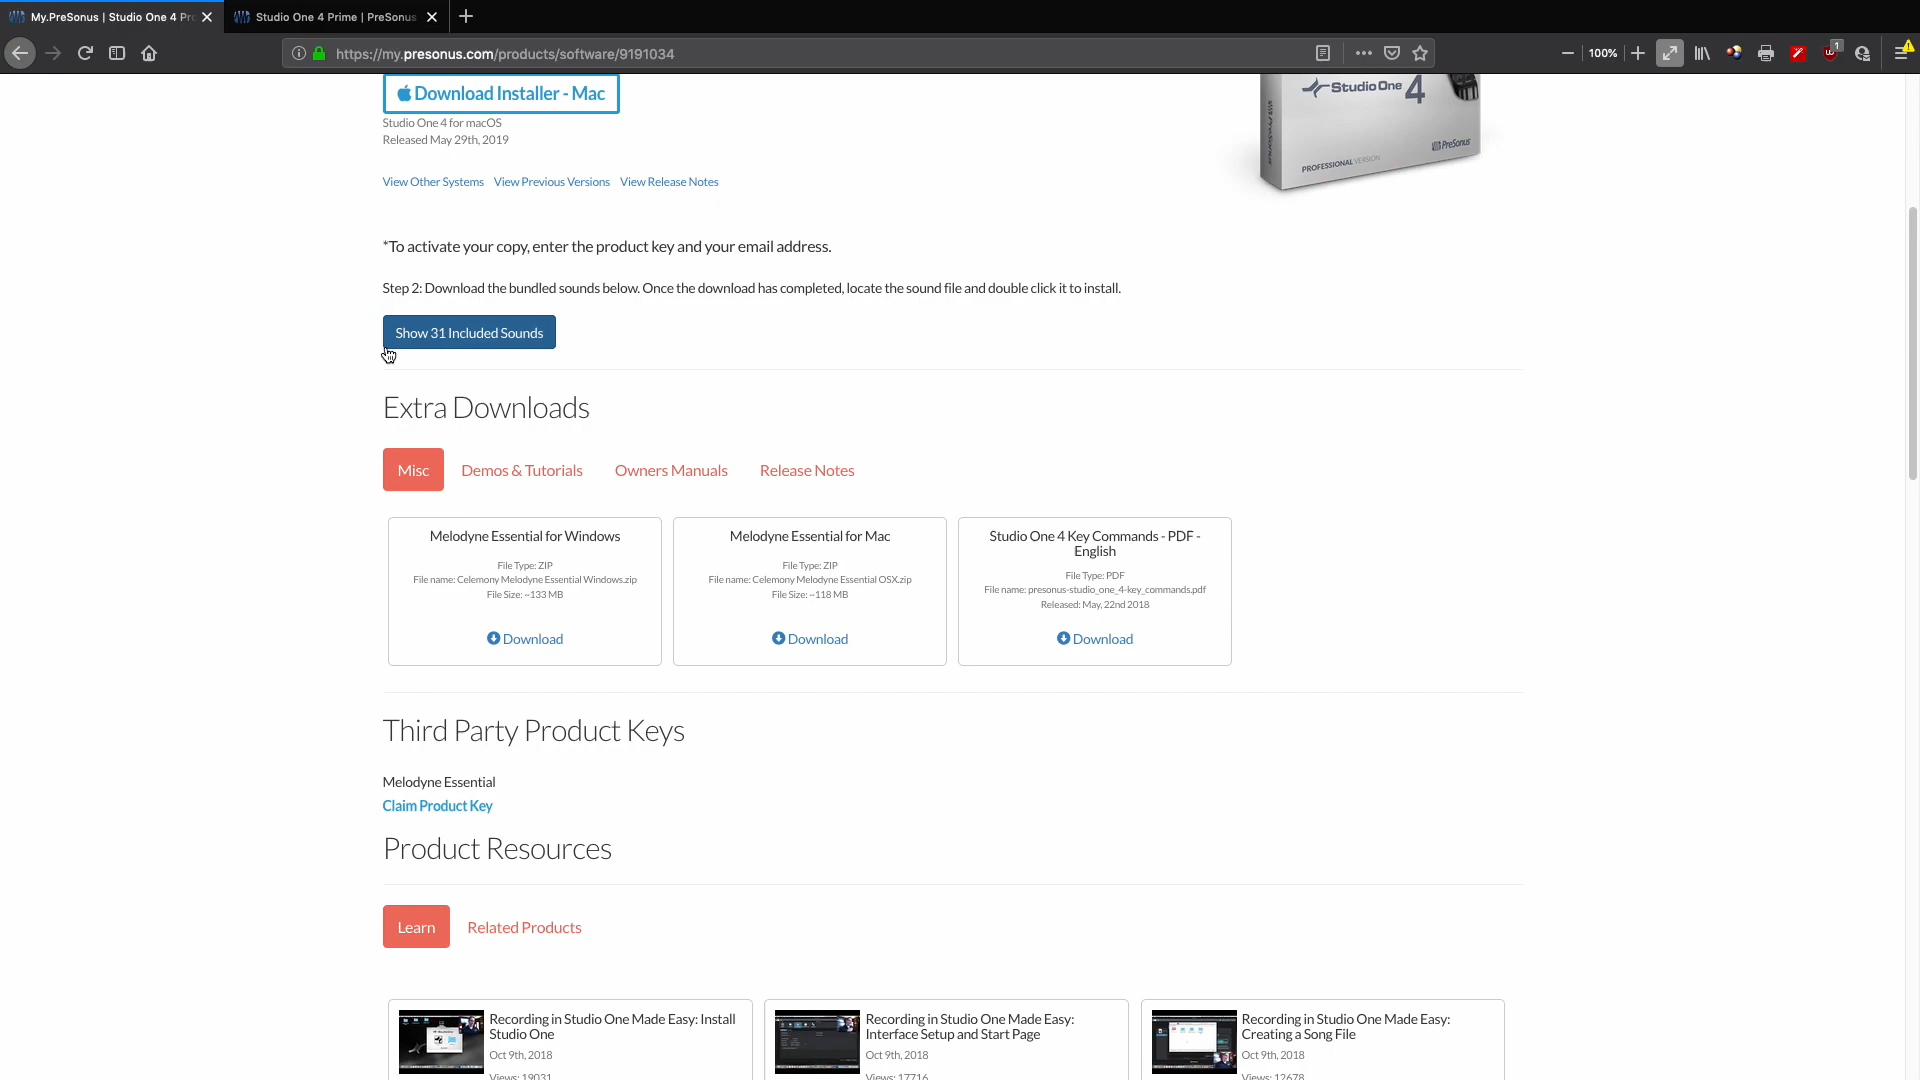 My.PreSonus | Studio One 4 Pro
Studio One 4 Prime | PreSonus
https://my.presonus.com/products/software/9191034
100%
1
Download Installer - Mac
Studio One 4 for macOS
Released May 29th, 2019
View Other Systems View Previous Versions View Release Notes
Studio One 4
PreSonus
PreSonus
PROFESSIONAL VERSION
*To activate your copy, enter the product key and your email address.
Step 2: Download the bundled sounds below. Once the download has completed, locate the sound file and double click it to install.
Show 31 Included Sounds
Extra Downloads
Misc Demos & Tutorials Owners Manuals Release Notes
Melodyne Essential for Windows
File Type: ZIP
File name: Celemony Melodyne Essential Windows.zip
File Size: ~133 MB
Download
Melodyne Essential for Mac
File Type: ZIP
File name: Celemony Melodyne Essential OSX.zip
File Size: ~118 MB
Download
Studio One 4 Key Commands - PDF -
English
File Type: PDF
File name: presonus-studio_one_4-key_commands.pdf
Released: May, 22nd 2018
Download
Third Party Product Keys
Melodyne Essential
Claim Product Key
Product Resources
Learn Related Products
Recording in Studio One Made Easy: Install
Studio One
Oct 9th, 2018
Views: 19031
Recording in Studio One Made Easy:
Interface Setup and Start Page
Oct 9th, 2018
Views: 17716
Recording in Studio One Made Easy:
Creating a Song File
Oct 9th, 2018
Views: 12678